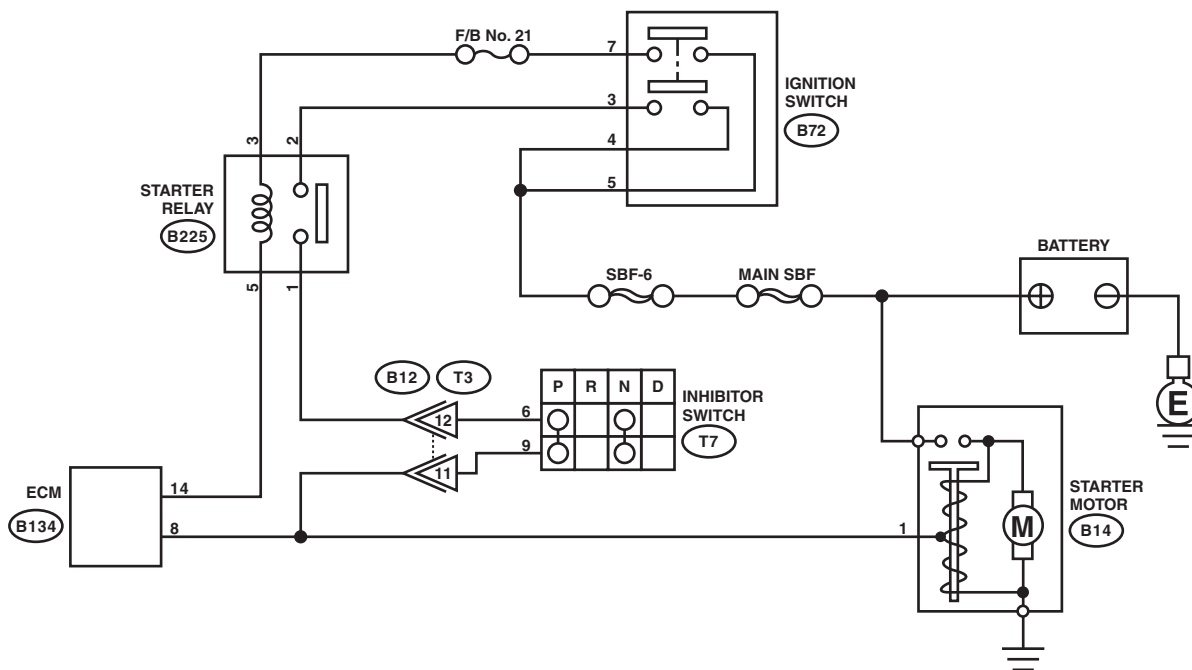 F/B No. 21
7
IGNITION
SWITCH
B72
3
4
5
3
2
STARTER
RELAY
B225
5
1
BATTERY
SBF-6
MAIN SBF
B12
T3
P
R
N
D
INHIBITOR
SWITCH
T7
12
6
11
9
E
ECM
B134
14
8
1
M
STARTER
MOTOR
B14